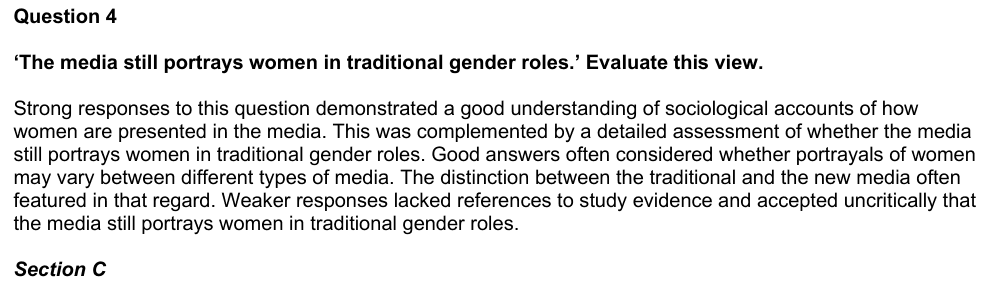 Question 4
‘The media still portrays women in traditional gender roles.’ Evaluate this view.
Strong responses to this question demonstrated a good understanding of sociological accounts of how
women are presented in the media. This was complemented by a detailed assessment of whether the media
still portrays women in traditional gender roles. Good answers often considered whether portrayals of women
may vary between different types of media. The distinction between the traditional and the new media often
featured in that regard. Weaker responses lacked references to study evidence and accepted uncritically that
the media still portrays women in traditional gender roles.
Section C